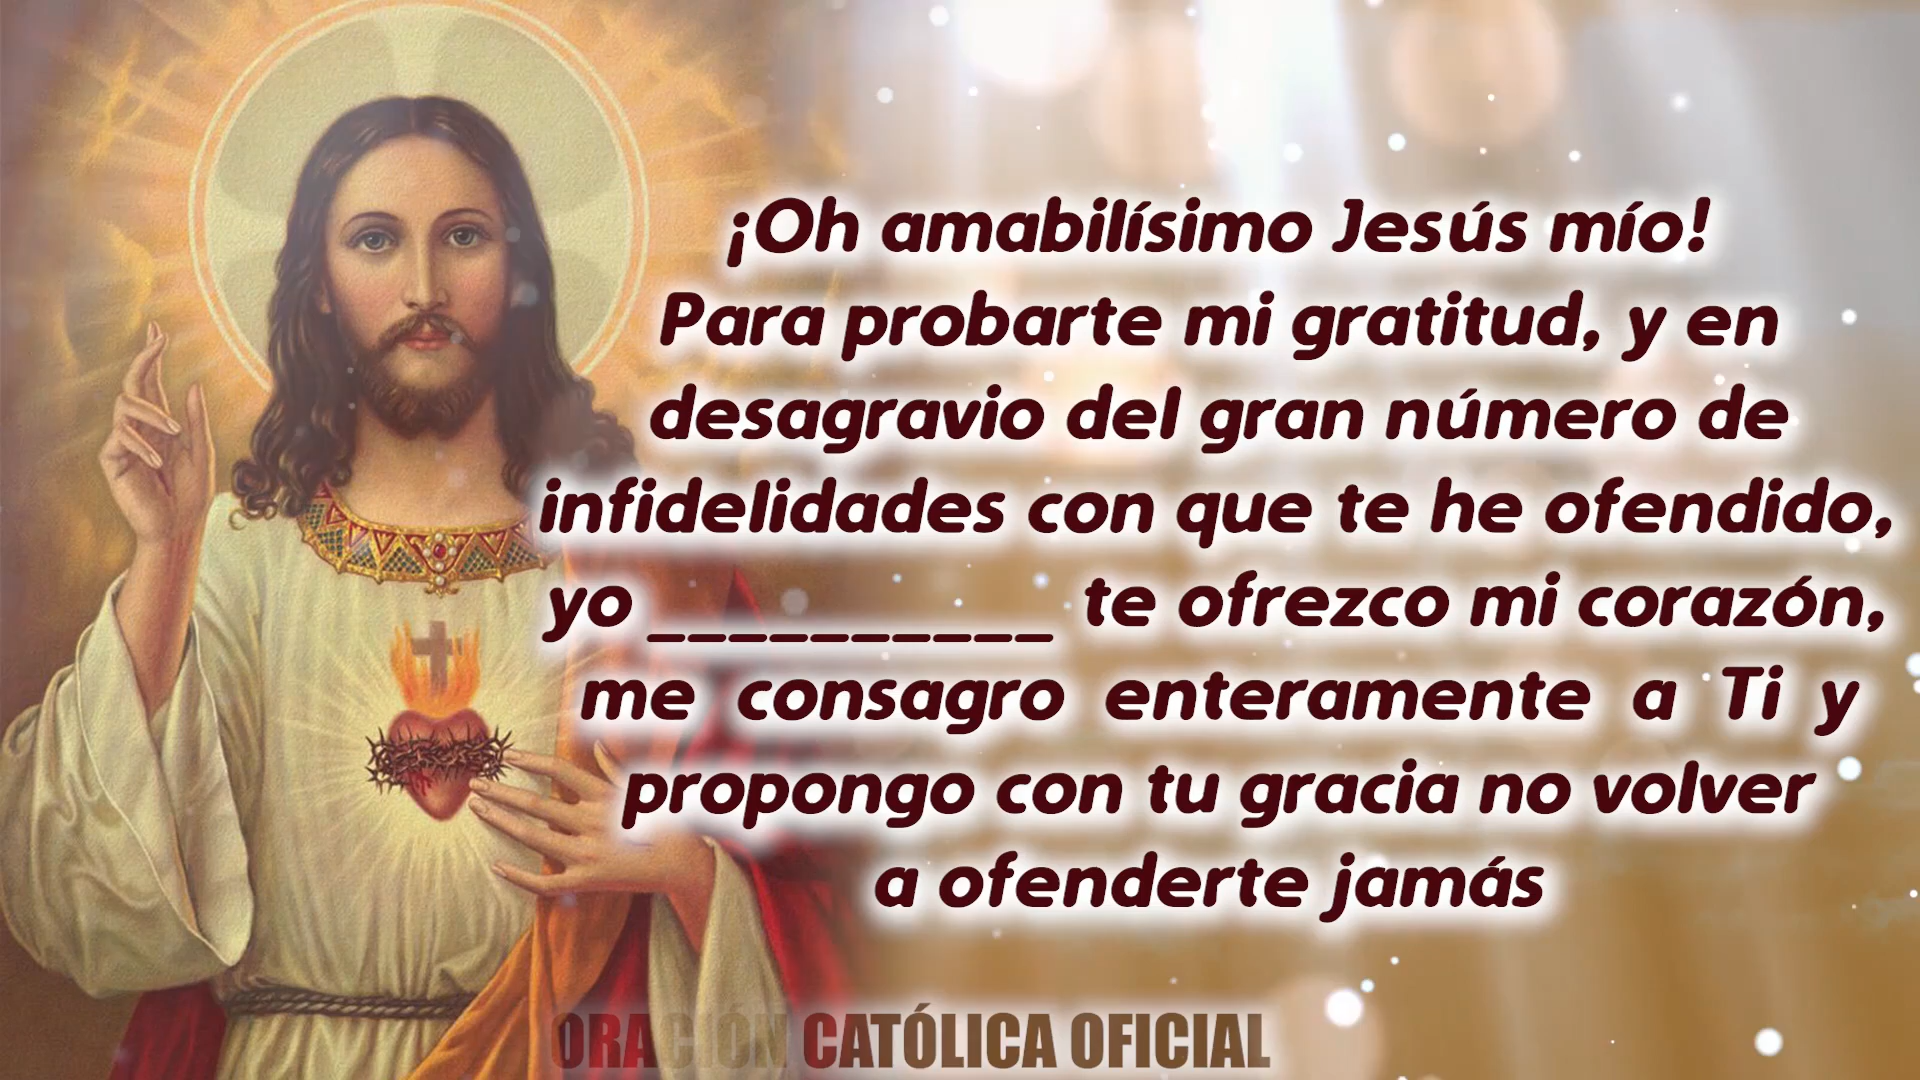 ¡Oh amabilísimo Jesús mío!
Para probarte mi gratitud, y en
desagravio del gran número de
infidelidades con que te he ofendido,
yo __________ te ofrezco mi corazón,
me consagro enteramente a Ti y
propongo con tu gracia no volver
a ofenderte jamás
ORACIÓN CATÓLICA OFICIAL